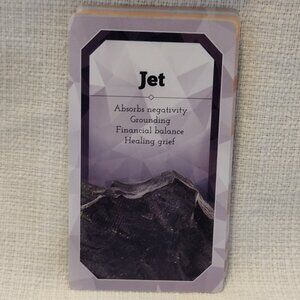 Jet
Absorbs negativity
Grounding
Financial balance
Healing grief